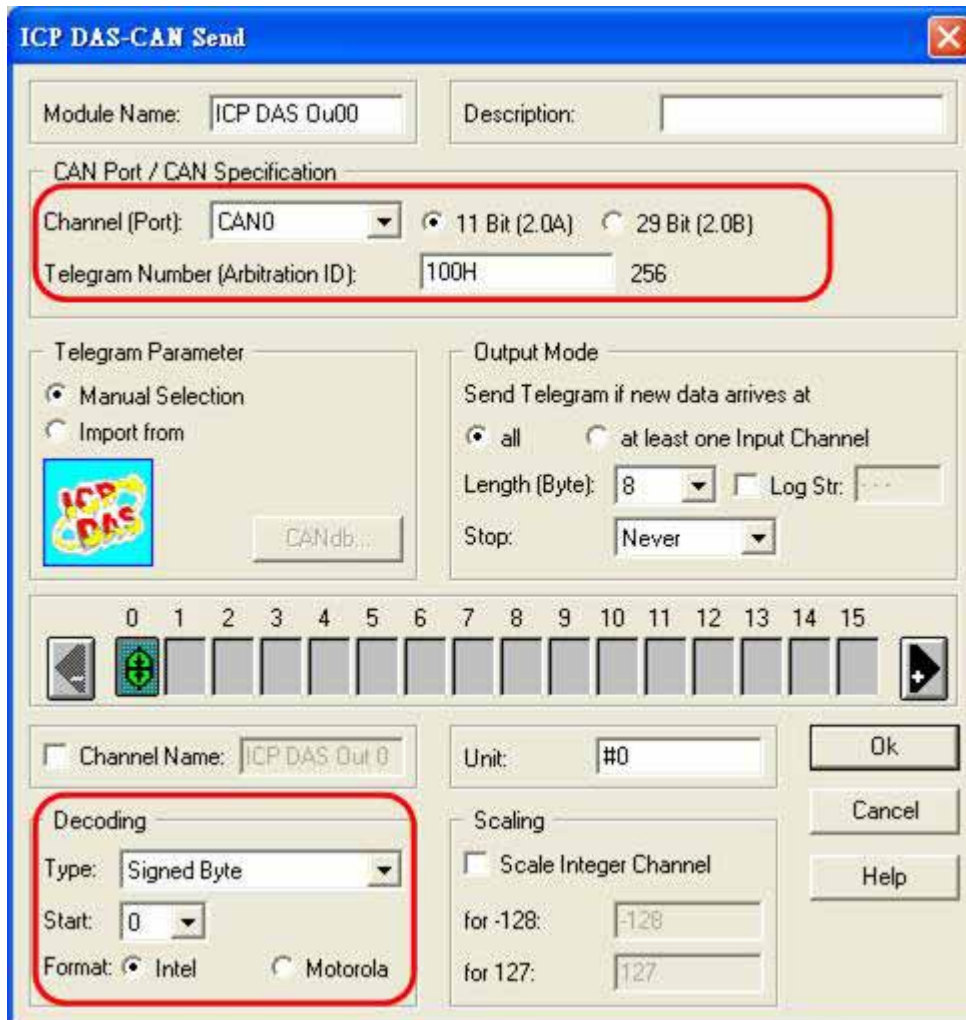 ICP DAS-CAN Send
Module Name: ICP DAS Ou00
Description:
CAN Port / CAN Specification
Channel (Port): CAN0 11 Bit (2.0A) 29 Bit (2.0B)
Telegram Number (Arbitration ID): 100H 256
Telegram Parameter
Manual Selection
Import from
ICP DAS
CANdb...
Output Mode
Send Telegram if new data arrives at
all at least one Input Channel
Length (Byte): 8 Log Str: ...
Stop: Never
0 1 2 3 4 5 6 7 8 9 10 11 12 13 14 15
- +
Channel Name: ICP DAS Out 0
Unit: #0
Ok
Cancel
Help
Decoding
Type: Signed Byte
Start: 0
Format: Intel Motorola
Scaling
Scale Integer Channel
for -128: -128
for 127: 127